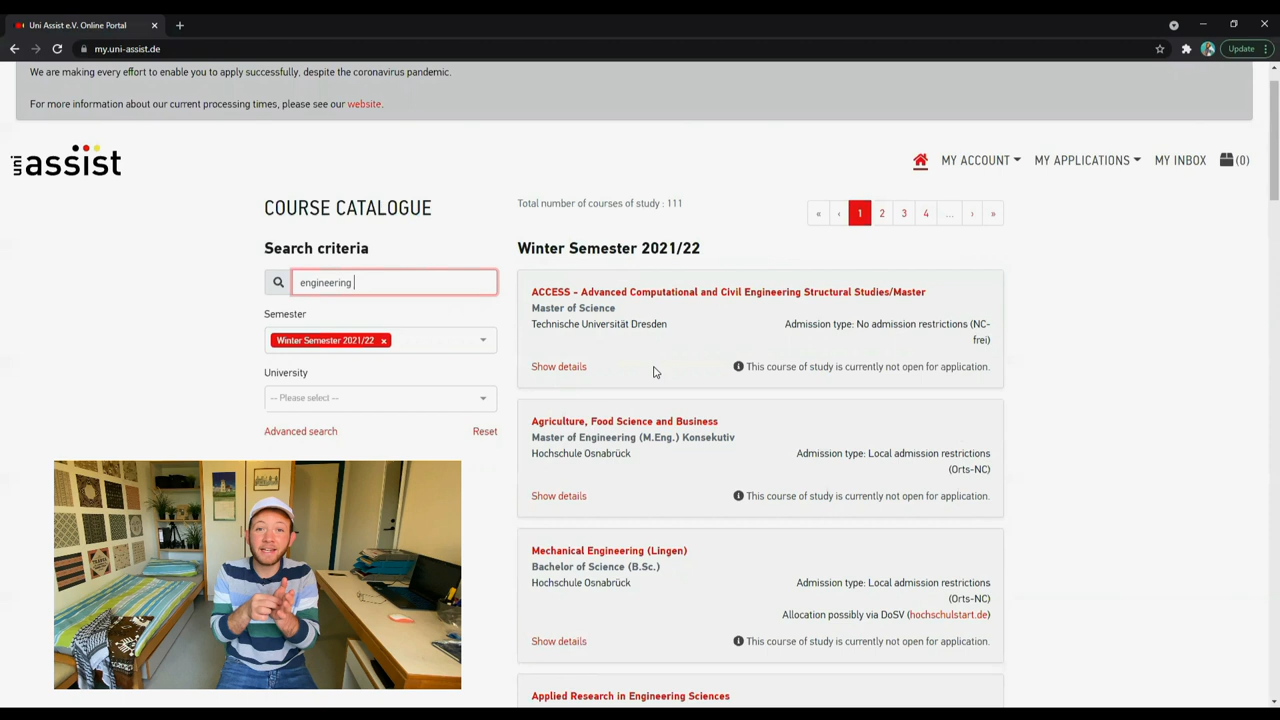 Uni Assist e.V. Online Portal
my.uni-assist.de
Update
We are making every effort to enable you to apply successfully, despite the coronavirus pandemic.
For more information about our current processing times, please see our website.
uni assist
MY ACCOUNT
MY APPLICATIONS
MY INBOX
(0)
COURSE CATALOGUE
Search criteria
engineering
Semester
Winter Semester 2021/22 ×
University
-- Please select --
Advanced search
Reset
Total number of courses of study : 111
« ‹ 1 2 3 4 ... › »
Winter Semester 2021/22
ACCESS - Advanced Computational and Civil Engineering Structural Studies/Master
Master of Science
Technische Universität Dresden
Admission type: No admission restrictions (NC-
frei)
Show details
This course of study is currently not open for application.
Agriculture, Food Science and Business
Master of Engineering (M.Eng.) Konsekutiv
Hochschule Osnabrück
Admission type: Local admission restrictions
(Orts-NC)
Show details
This course of study is currently not open for application.
Mechanical Engineering (Lingen)
Bachelor of Science (B.Sc.)
Hochschule Osnabrück
Admission type: Local admission restrictions
(Orts-NC)
Allocation possibly via DoSV (hochschulstart.de)
Show details
This course of study is currently not open for application.
Applied Research in Engineering Sciences